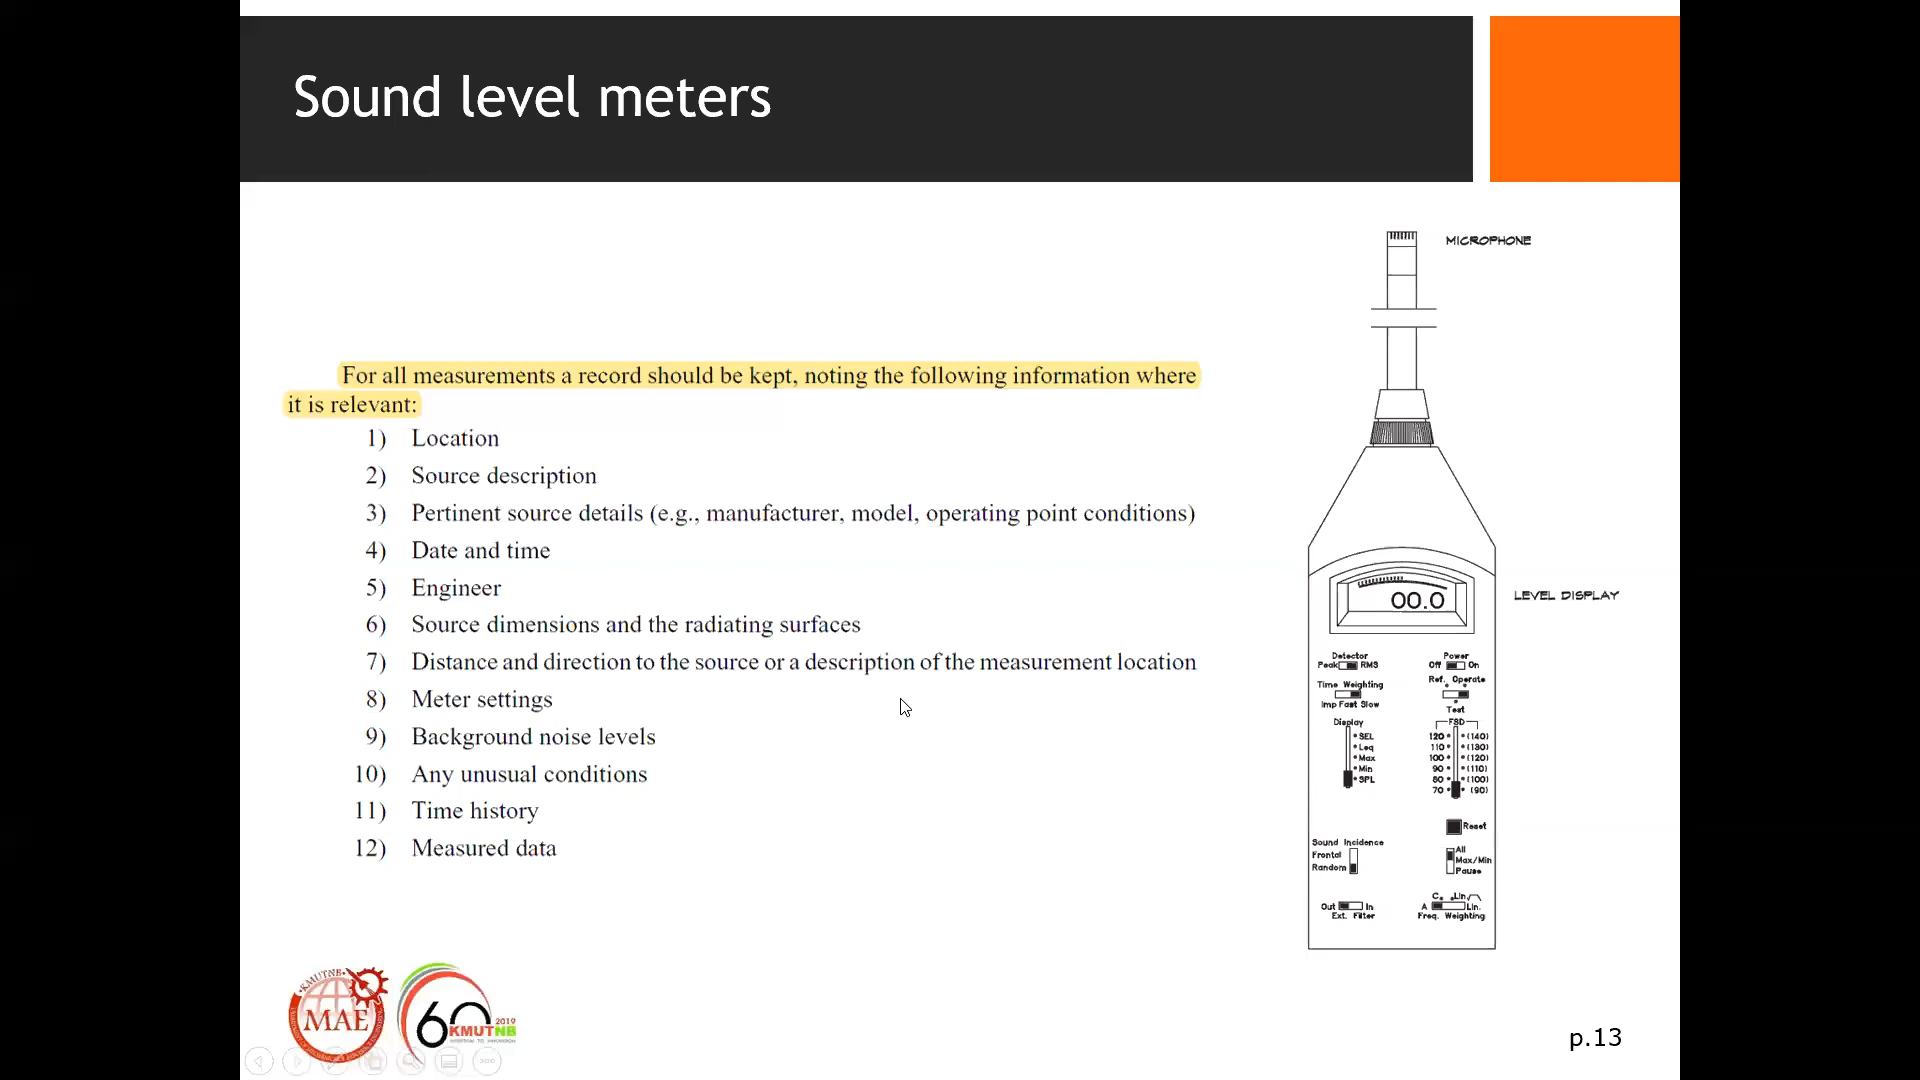 Sound level meters
For all measurements a record should be kept, noting the following information where
it is relevant:
1) Location
2) Source description
3) Pertinent source details (e.g., manufacturer, model, operating point conditions)
4) Date and time
5) Engineer
6) Source dimensions and the radiating surfaces
7) Distance and direction to the source or a description of the measurement location
8) Meter settings
9) Background noise levels
10) Any unusual conditions
11) Time history
12) Measured data
MICROPHONE
00.0
LEVEL DISPLAY
Detector
Peak RMS
Power
Off On
Time Weighting
Imp Fast Slow
Ref. Operate
Test
Display
SEL
Leq
Max
Min
SPL
FSD
120 (140)
110 (130)
100 (120)
90 (110)
80 (100)
70 (90)
Reset
Sound Incidence
Frontal
Random
All
Max/Min
Pause
Out In
Ext. Filter
C Lin.
A Lin.
Freq. Weighting
KMUTNB
MAE
60
2019
KMUTNB
p.13